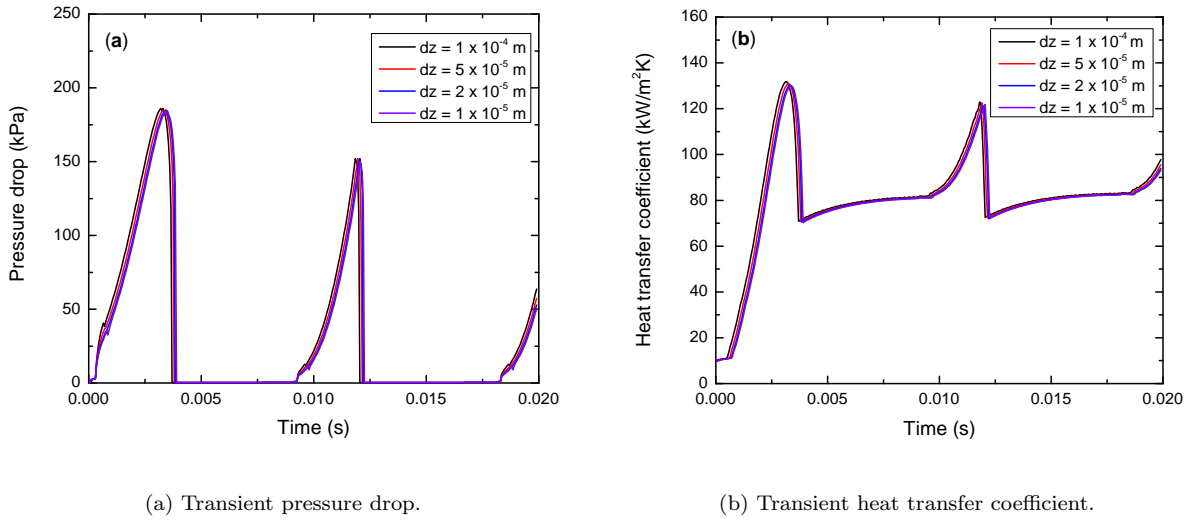 (a)
dz = 1 x 10⁻⁴ m
dz = 5 x 10⁻⁵ m
dz = 2 x 10⁻⁵ m
dz = 1 x 10⁻⁵ m
250
200
150
100
50
0
Pressure drop (kPa)
0.000
0.005
0.010
0.015
0.020
Time (s)
(b)
dz = 1 x 10⁻⁴ m
dz = 5 x 10⁻⁵ m
dz = 2 x 10⁻⁵ m
dz = 1 x 10⁻⁵ m
160
140
120
100
80
60
40
20
0
Heat transfer coefficient (kW/m²K)
0.000
0.005
0.010
0.015
0.020
Time (s)
(a) Transient pressure drop.
(b) Transient heat transfer coefficient.